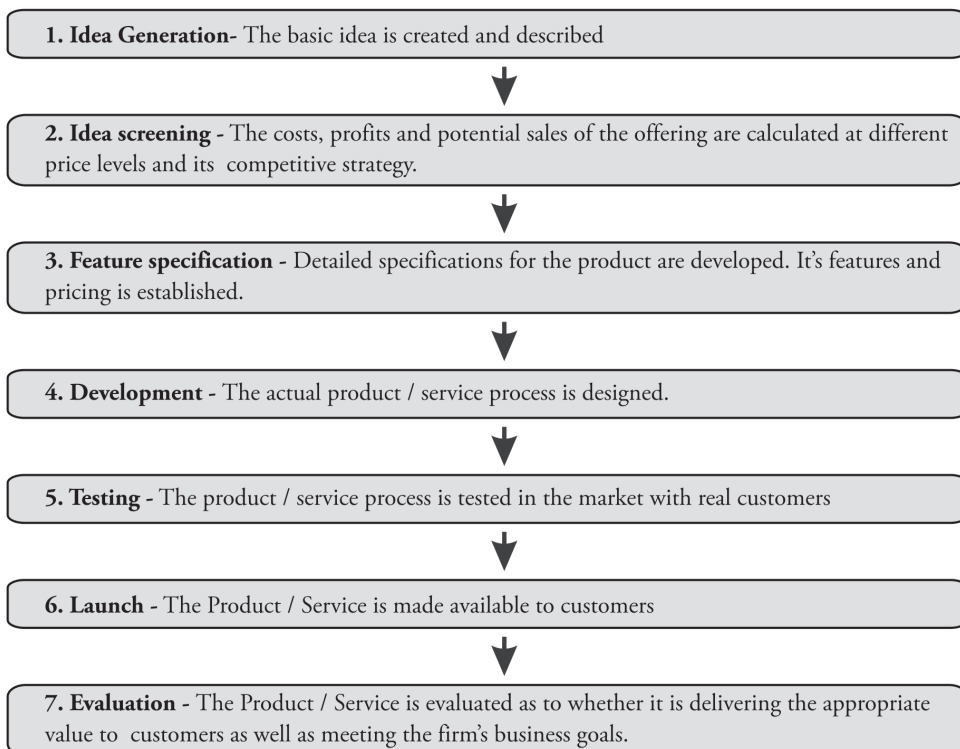 1. Idea Generation- The basic idea is created and described
2. Idea screening - The costs, profits and potential sales of the offering are calculated at different
price levels and its competitive strategy.
3. Feature specification - Detailed specifications for the product are developed. It's features and
pricing is established.
4. Development - The actual product / service process is designed.
5. Testing - The product / service process is tested in the market with real customers
6. Launch - The Product / Service is made available to customers
7. Evaluation - The Product / Service is evaluated as to whether it is delivering the appropriate
value to customers as well as meeting the firm's business goals.